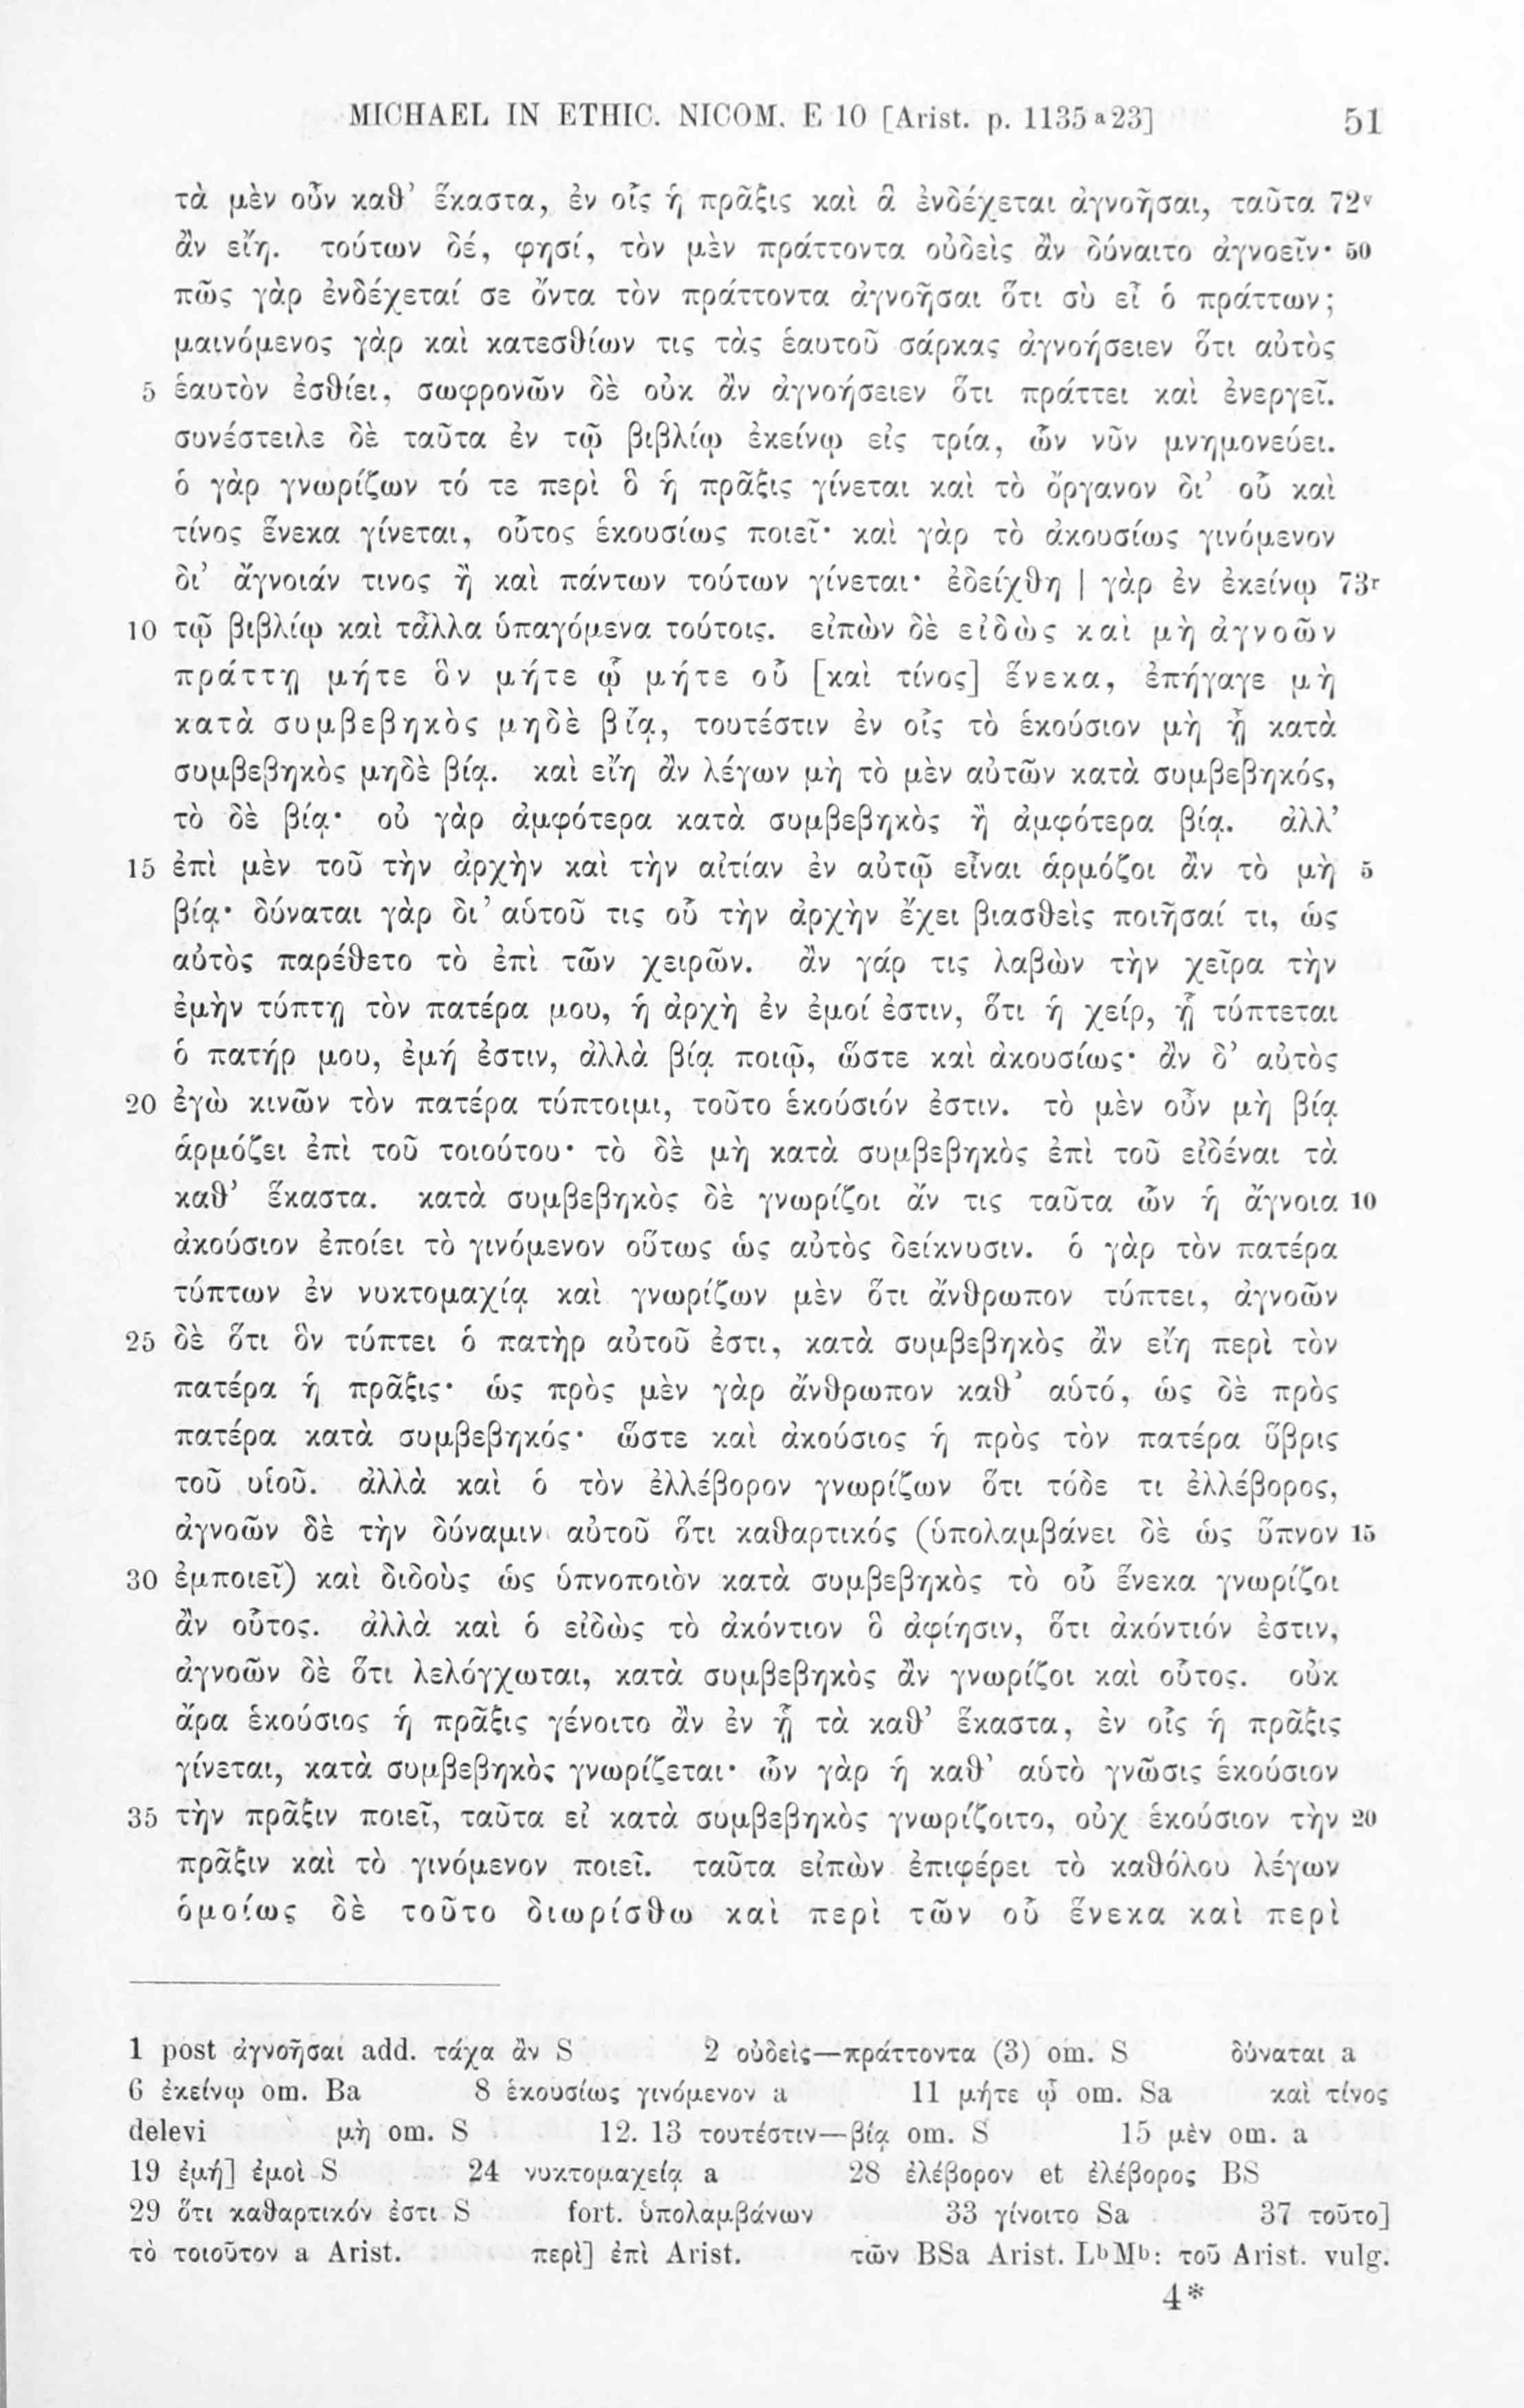 MICHAEL IN ETHIC. NICOM. E 10 [Arist. p. 1135 a 23] 51
τὰ μὲν οὖν καθ’ ἕκαστα, ἐν οἷς ἡ πρᾶξις καὶ ἃ ἐνδέχεται ἀγνοῆσαι, ταῦτα 72v
ἂν εἴη. τούτων δέ, φησί, τὸν μὲν πράττοντα οὐδεὶς ἂν δύναιτο ἀγνοεῖν· 50
πῶς γὰρ ἐνδέχεταί σε ὄντα τὸν πράττοντα ἀγνοῆσαι ὅτι σὺ εἶ ὁ πράττων;
μαινόμενος γὰρ καὶ κατεσθίων τις τὰς ἑαυτοῦ σάρκας ἀγνοήσειεν ὅτι αὐτὸς
5 ἑαυτὸν ἐσθίει, σωφρονῶν δὲ οὐκ ἂν ἀγνοήσειεν ὅτι πράττει καὶ ἐνεργεῖ.
συνέστειλε δὲ ταῦτα ἐν τῷ βιβλίῳ ἐκείνῳ εἰς τρία, ὧν νῦν μνημονεύει.
ὁ γὰρ γνωρίζων τό τε περὶ ὃ ἡ πρᾶξις γίνεται καὶ τὸ ὄργανον δι’ οὗ καὶ
τίνος ἕνεκα γίνεται, οὗτος ἑκουσίως ποιεῖ· καὶ γὰρ τὸ ἀκουσίως γινόμενον
δι’ ἄγνοιάν τινος ἢ καὶ πάντων τούτων γίνεται· ἐδείχθη | γὰρ ἐν ἐκείνῳ 73r
10 τῷ βιβλίῳ καὶ τἆλλα ὑπαγόμενα τούτοις. εἰπὼν δὲ εἰδὼς καὶ μὴ ἀγνοῶν
πράττῃ μήτε ὃν μήτε ᾧ μήτε οὗ [καὶ τίνος] ἕνεκα, ἐπήγαγε μὴ
κατὰ συμβεβηκὸς μηδὲ βίᾳ, τουτέστιν ἐν οἷς τὸ ἑκούσιον μὴ ᾖ κατὰ
συμβεβηκὸς μηδὲ βίᾳ. καὶ εἴη ἂν λέγων μὴ τὸ μὲν αὐτῶν κατὰ συμβεβηκός,
τὸ δὲ βίᾳ· οὐ γὰρ ἀμφότερα κατὰ συμβεβηκὸς ἢ ἀμφότερα βίᾳ. ἀλλ’
15 ἐπὶ μὲν τοῦ τὴν ἀρχὴν καὶ τὴν αἰτίαν ἐν αὐτῷ εἶναι ἁρμόζοι ἂν τὸ μὴ 5
βίᾳ· δύναται γὰρ δι’ αὑτοῦ τις οὗ τὴν ἀρχὴν ἔχει βιασθεὶς ποιῆσαί τι, ὡς
αὐτὸς παρέθετο τὸ ἐπὶ τῶν χειρῶν. ἂν γάρ τις λαβὼν τὴν χεῖρα τὴν
ἐμὴν τύπτῃ τὸν πατέρα μου, ἡ ἀρχὴ ἐν ἐμοί ἐστιν, ὅτι ἡ χείρ, ᾗ τύπτεται
ὁ πατήρ μου, ἐμή ἐστιν, ἀλλὰ βίᾳ ποιῶ, ὥστε καὶ ἀκουσίως· ἂν δ’ αὐτὸς
20 ἐγὼ κινῶν τὸν πατέρα τύπτοιμι, τοῦτο ἑκούσιόν ἐστιν. τὸ μὲν οὖν μὴ βίᾳ
ἁρμόζει ἐπὶ τοῦ τοιούτου· τὸ δὲ μὴ κατὰ συμβεβηκὸς ἐπὶ τοῦ εἰδέναι τὰ
καθ’ ἕκαστα. κατὰ συμβεβηκὸς δὲ γνωρίζοι ἄν τις ταῦτα ὧν ἡ ἄγνοια 10
ἀκούσιον ἐποίει τὸ γινόμενον οὕτως ὡς αὐτὸς δείκνυσιν. ὁ γὰρ τὸν πατέρα
τύπτων ἐν νυκτομαχίᾳ καὶ γνωρίζων μὲν ὅτι ἄνθρωπον τύπτει, ἀγνοῶν
25 δὲ ὅτι ὃν τύπτει ὁ πατὴρ αὐτοῦ ἐστι, κατὰ συμβεβηκὸς ἂν εἴη περὶ τὸν
πατέρα ἡ πρᾶξις· ὡς πρὸς μὲν γὰρ ἄνθρωπον καθ’ αὑτό, ὡς δὲ πρὸς
πατέρα κατὰ συμβεβηκός· ὥστε καὶ ἀκούσιος ἡ πρὸς τὸν πατέρα ὕβρις
τοῦ υἱοῦ. ἀλλὰ καὶ ὁ τὸν ἐλλέβορον γνωρίζων ὅτι τόδε τι ἐλλέβορος,
ἀγνοῶν δὲ τὴν δύναμιν αὐτοῦ ὅτι καθαρτικός (ὑπολαμβάνει δὲ ὡς ὕπνον 15
30 ἐμποιεῖ) καὶ διδοὺς ὡς ὑπνοποιὸν κατὰ συμβεβηκὸς τὸ οὗ ἕνεκα γνωρίζοι
ἂν οὗτος. ἀλλὰ καὶ ὁ εἰδὼς τὸ ἀκόντιον ὃ ἀφίησιν, ὅτι ἀκόντιόν ἐστιν,
ἀγνοῶν δὲ ὅτι λελόγχωται, κατὰ συμβεβηκὸς ἂν γνωρίζοι καὶ οὗτος. οὐκ
ἄρα ἑκούσιος ἡ πρᾶξις γένοιτο ἂν ἐν ᾗ τὰ καθ’ ἕκαστα, ἐν οἷς ἡ πρᾶξις
γίνεται, κατὰ συμβεβηκὸς γνωρίζεται· ὧν γὰρ ἡ καθ’ αὑτὸ γνῶσις ἑκούσιον
35 τὴν πρᾶξιν ποιεῖ, ταῦτα εἰ κατὰ συμβεβηκὸς γνωρίζοιτο, οὐχ ἑκούσιον τὴν 20
πρᾶξιν καὶ τὸ γινόμενον ποιεῖ. ταῦτα εἰπὼν ἐπιφέρει τὸ καθόλου λέγων
ὁμοίως δὲ τοῦτο διωρίσθω καὶ περὶ τῶν οὗ ἕνεκα καὶ περὶ
1 post ἀγνοῆσαι add. τάχα ἂν S 2 οὐδεὶς—πράττοντα (3) om. S δύναται a
6 ἐκείνῳ om. Ba 8 ἑκουσίως γινόμενον a 11 μήτε ᾧ om. Sa καὶ τίνος
delevi μὴ om. S 12. 13 τουτέστιν—βίᾳ om. S 15 μὲν om. a
19 ἐμή] ἐμοὶ S 24 νυκτομαχείᾳ a 28 ἐλέβορον et ἐλέβορος BS
29 ὅτι καθαρτικόν ἐστι S fort. ὑπολαμβάνων 33 γίνοιτο Sa 37 τοῦτο]
τὸ τοιοῦτον a Arist. περὶ] ἐπὶ Arist. τῶν BSa Arist. LbMb: τοῦ Arist. vulg.
4*